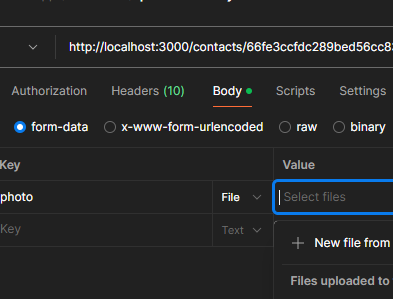 http://localhost:3000/contacts/66fe3ccfdc289bed56cc83
Authorization Headers (10) Body Scripts Settings
form-data x-www-form-urlencoded raw binary
Key Value
photo File Select files
Key Text
New file from
Files uploaded to